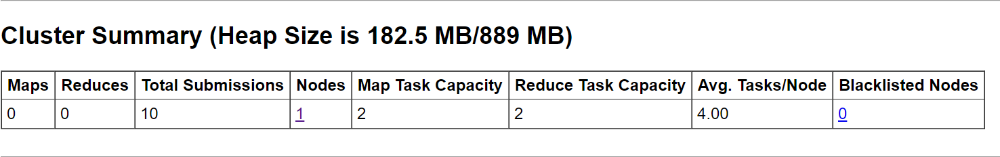 Cluster Summary (Heap Size is 182.5 MB/889 MB)
Maps Reduces Total Submissions Nodes Map Task Capacity Reduce Task Capacity Avg. Tasks/Node Blacklisted Nodes
0 0 10 1 2 2 4.00 0